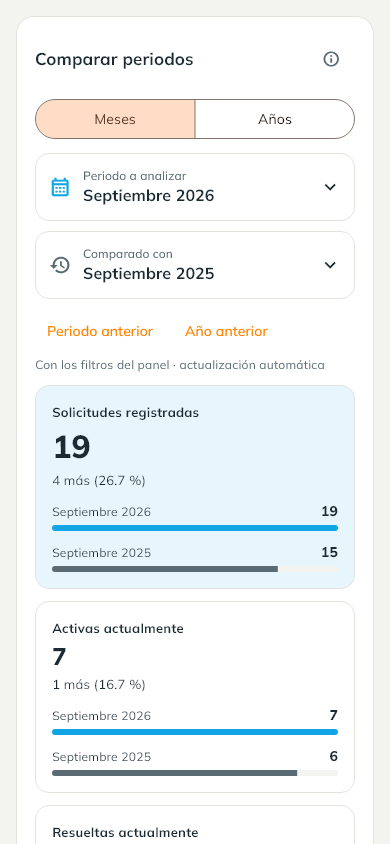 Comparar periodos
Meses
Años
Periodo a analizar
Septiembre 2026
Comparado con
Septiembre 2025
Periodo anterior
Año anterior
Con los filtros del panel · actualización automática
Solicitudes registradas
19
4 más (26.7 %)
Septiembre 2026 19
Septiembre 2025 15
Activas actualmente
7
1 más (16.7 %)
Septiembre 2026 7
Septiembre 2025 6
Resueltas actualmente